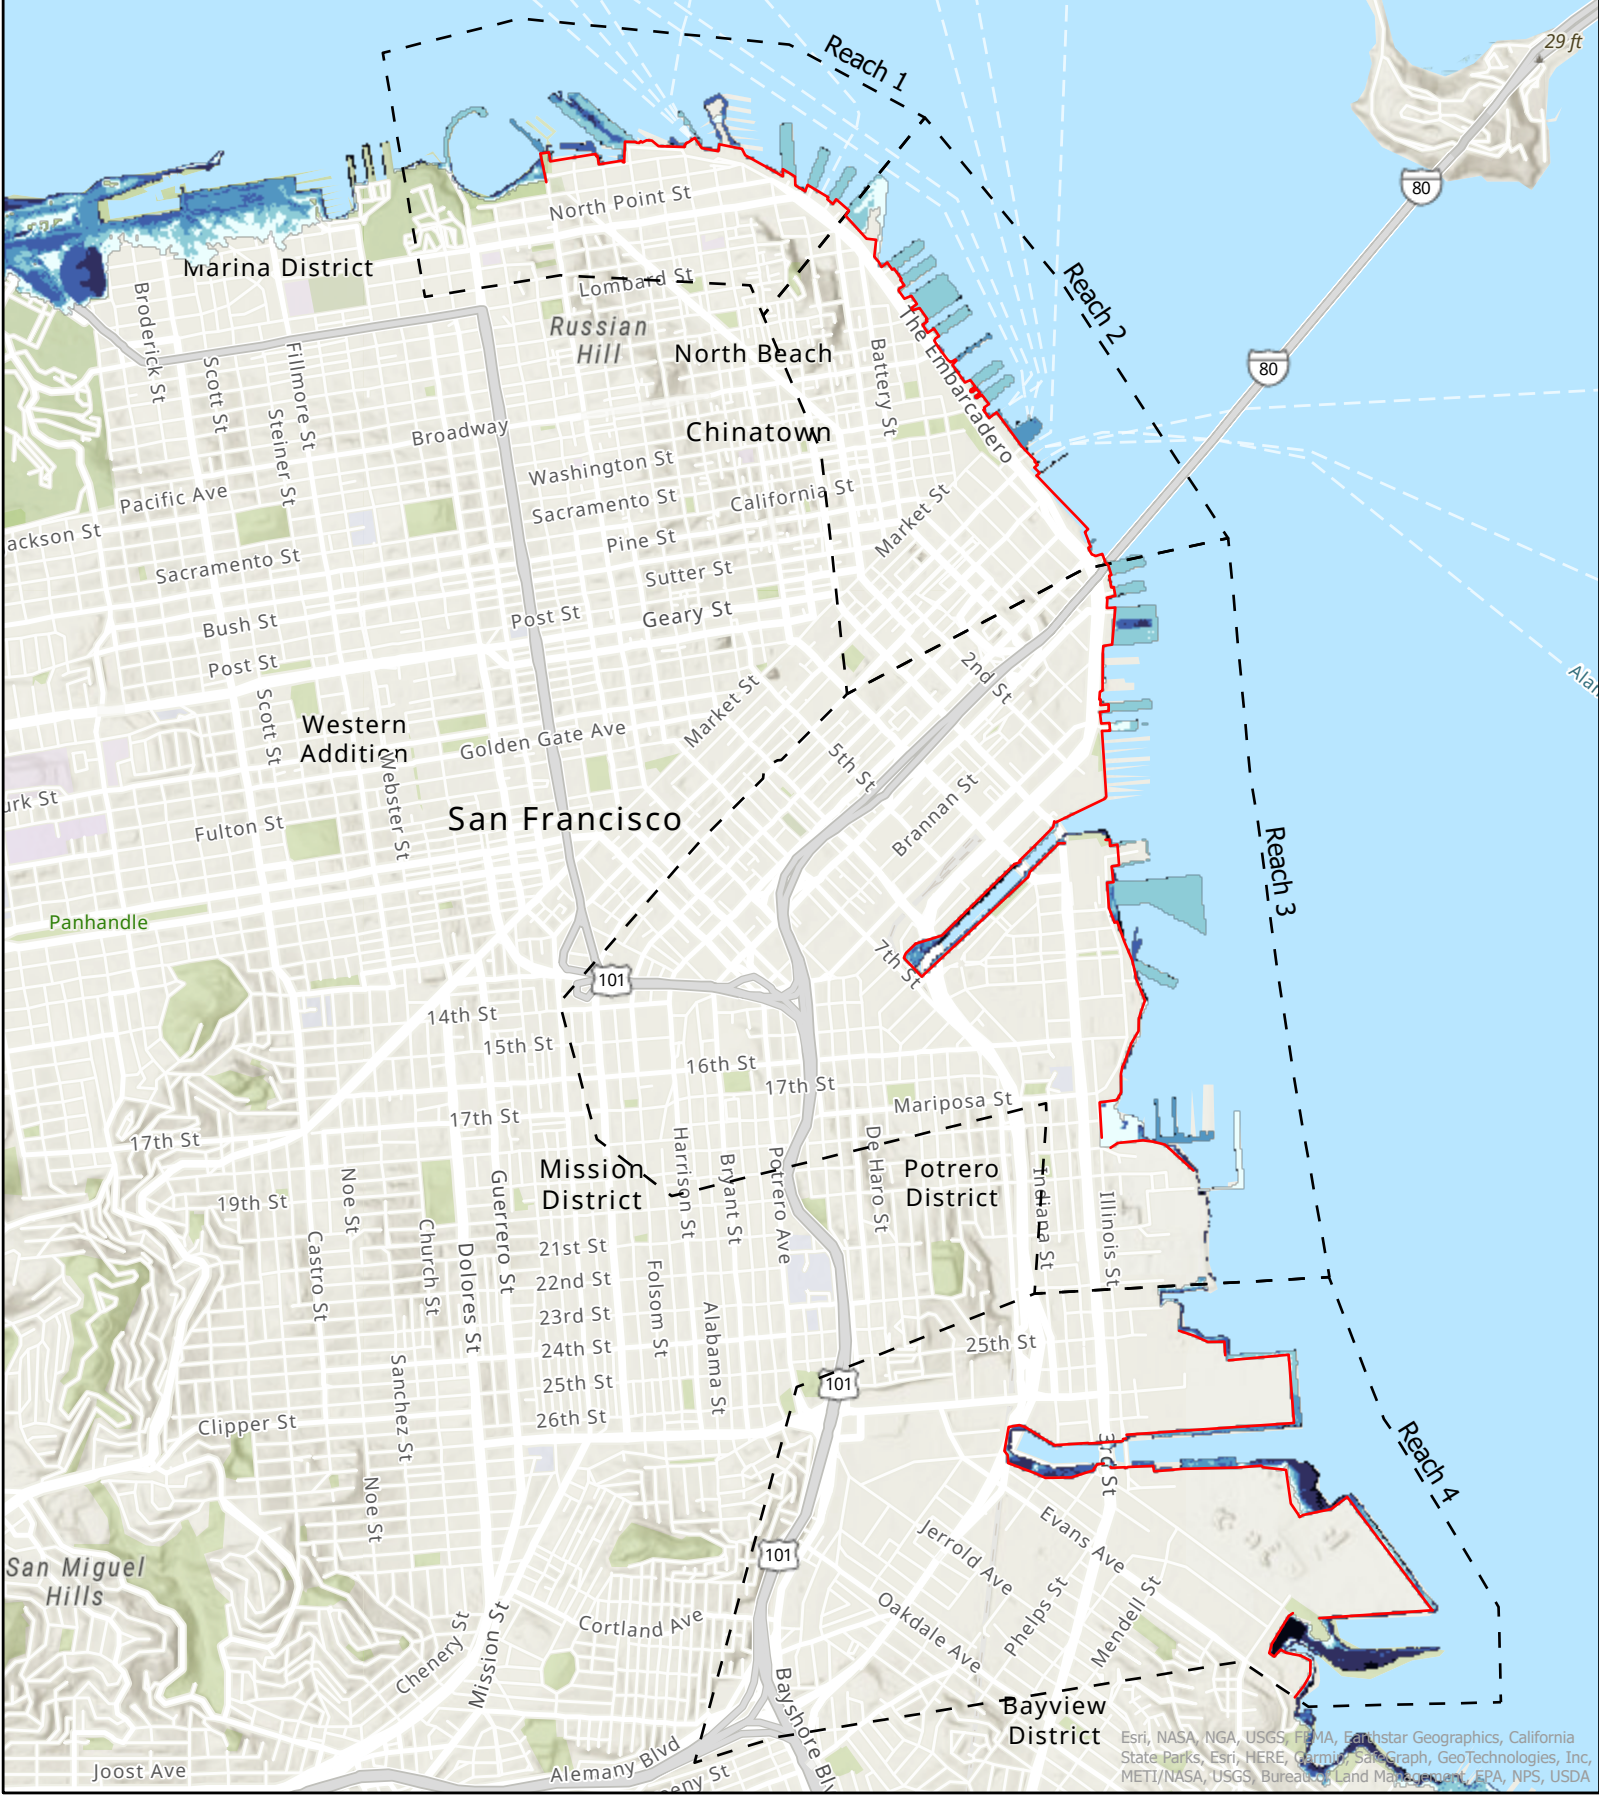 29 ft
Reach 1
80
North Point St
Marina District
Lombard St
Reach 2
Broderick St
Russian
Hill
The Embarcadero
North Beach
Scott St
Fillmore St
Battery St
80
Steiner St
Broadway
Chinatown
Washington St
Pacific Ave
Sacramento St
California St
Market St
ackson St
Pine St
Sacramento St
Sutter St
Post St
Geary St
Bush St
Post St
2nd St
Alan
Scott St
Western
Addition
Market St
Golden Gate Ave
5th St
Webster St
urk St
Brannan St
San Francisco
Fulton St
Reach 3
Panhandle
7th St
101
14th St
15th St
16th St
17th St
Mariposa St
17th St
17th St
Harrison St
Bryant St
Potrero Ave
De Haro St
Mission
District
Potrero
District
Indiana St
Illinois St
Noe St
Guerrero St
19th St
Castro St
Church St
Dolores St
21st St
22nd St
23rd St
24th St
25th St
26th St
Folsom St
Alabama St
25th St
Sanchez St
101
Clipper St
3rd St
Reach 4
Noe St
Evans Ave
Jerrold Ave
101
San Miguel
Hills
Phelps St
Mendell St
Oakdale Ave
Cortland Ave
Chenery St
Mission St
Bayshore Blv
Bayview
District
Alemany Blvd
Joost Ave
eny St
Esri, NASA, NGA, USGS, FEMA, Earthstar Geographics, California
State Parks, Esri, HERE, Garmin, SafeGraph, GeoTechnologies, Inc,
METI/NASA, USGS, Bureau of Land Management, EPA, NPS, USDA